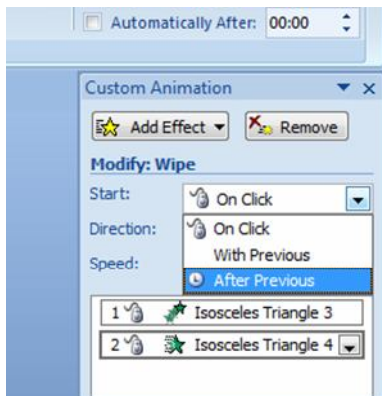 Automatically After: 00:00
Custom Animation
Add Effect Remove
Modify: Wipe
Start: On Click
Direction: On Click
With Previous
Speed:
After Previous
1 Isosceles Triangle 3
2 Isosceles Triangle 4